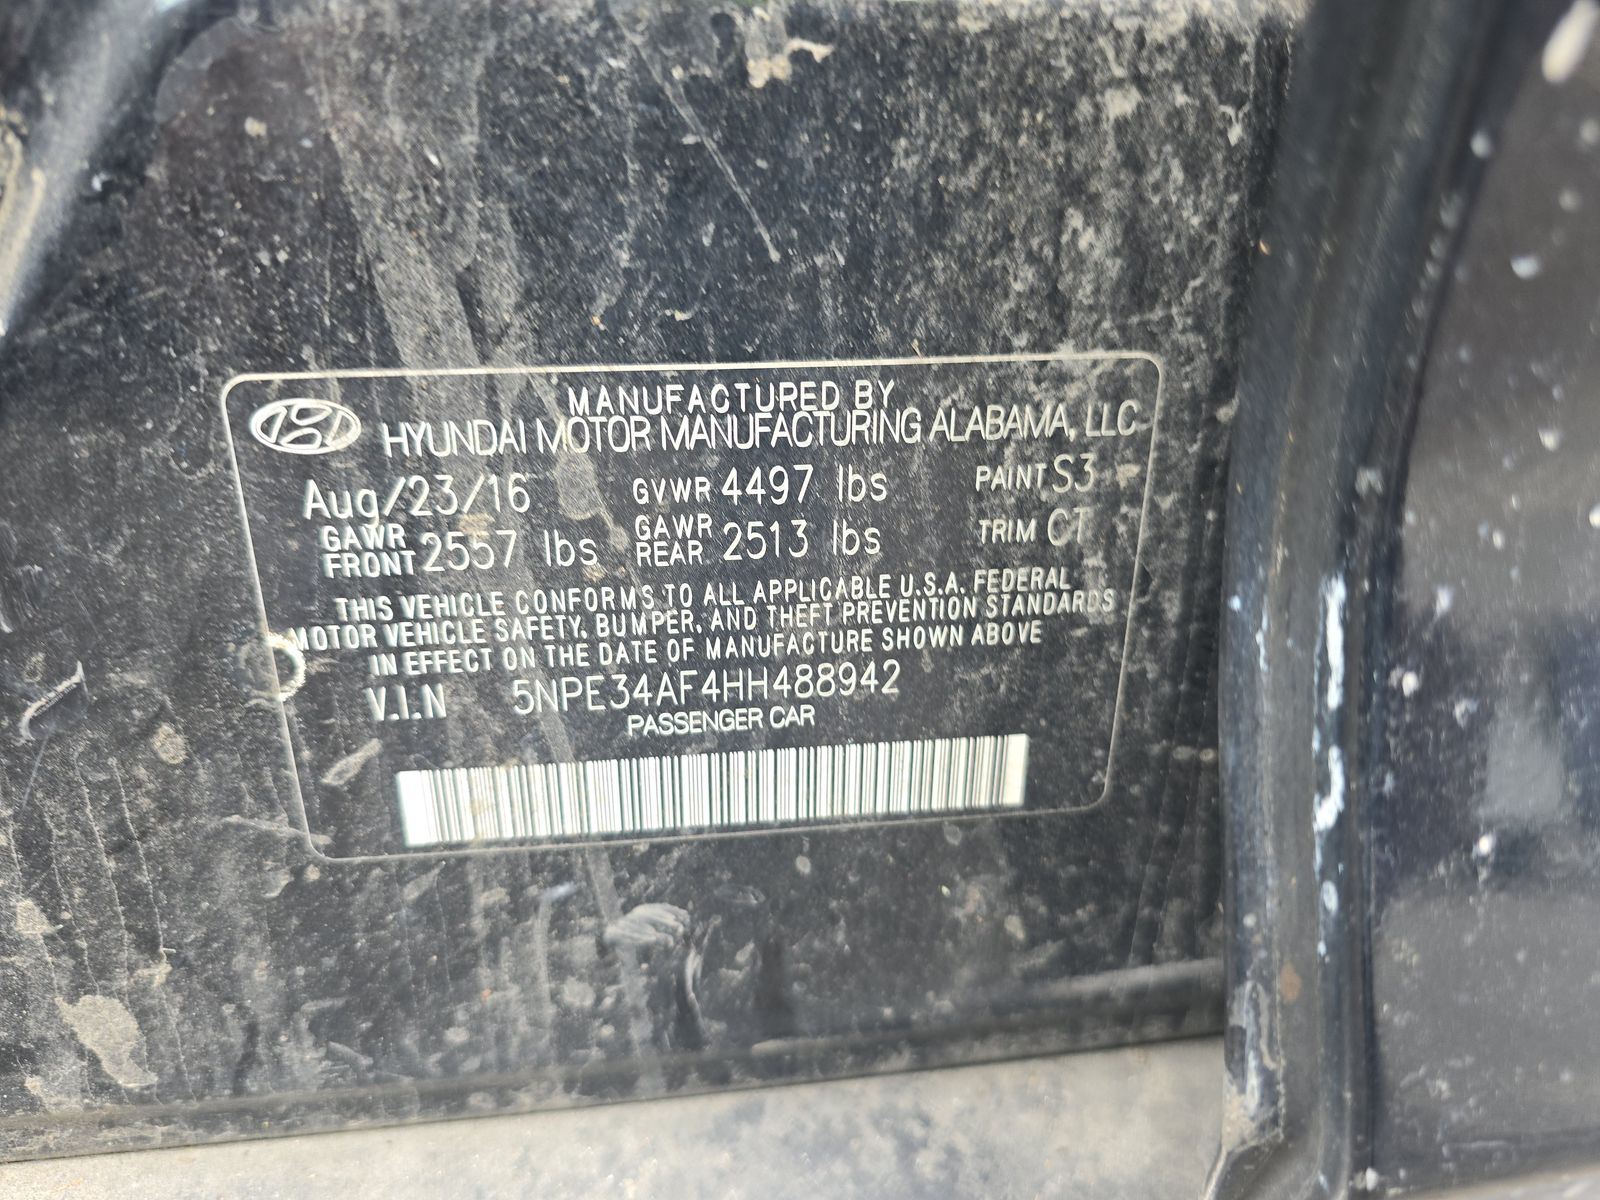 MANUFACTURED BY
HYUNDAI MOTOR MANUFACTURING ALABAMA, LLC
Aug/23/16 GVWR 4497 lbs PAINT S3
GAWR FRONT 2557 lbs GAWR REAR 2513 lbs TRIM CT
THIS VEHICLE CONFORMS TO ALL APPLICABLE U.S.A. FEDERAL
MOTOR VEHICLE SAFETY, BUMPER, AND THEFT PREVENTION STANDARDS
IN EFFECT ON THE DATE OF MANUFACTURE SHOWN ABOVE
V.I.N 5NPE34AF4HH488942
PASSENGER CAR